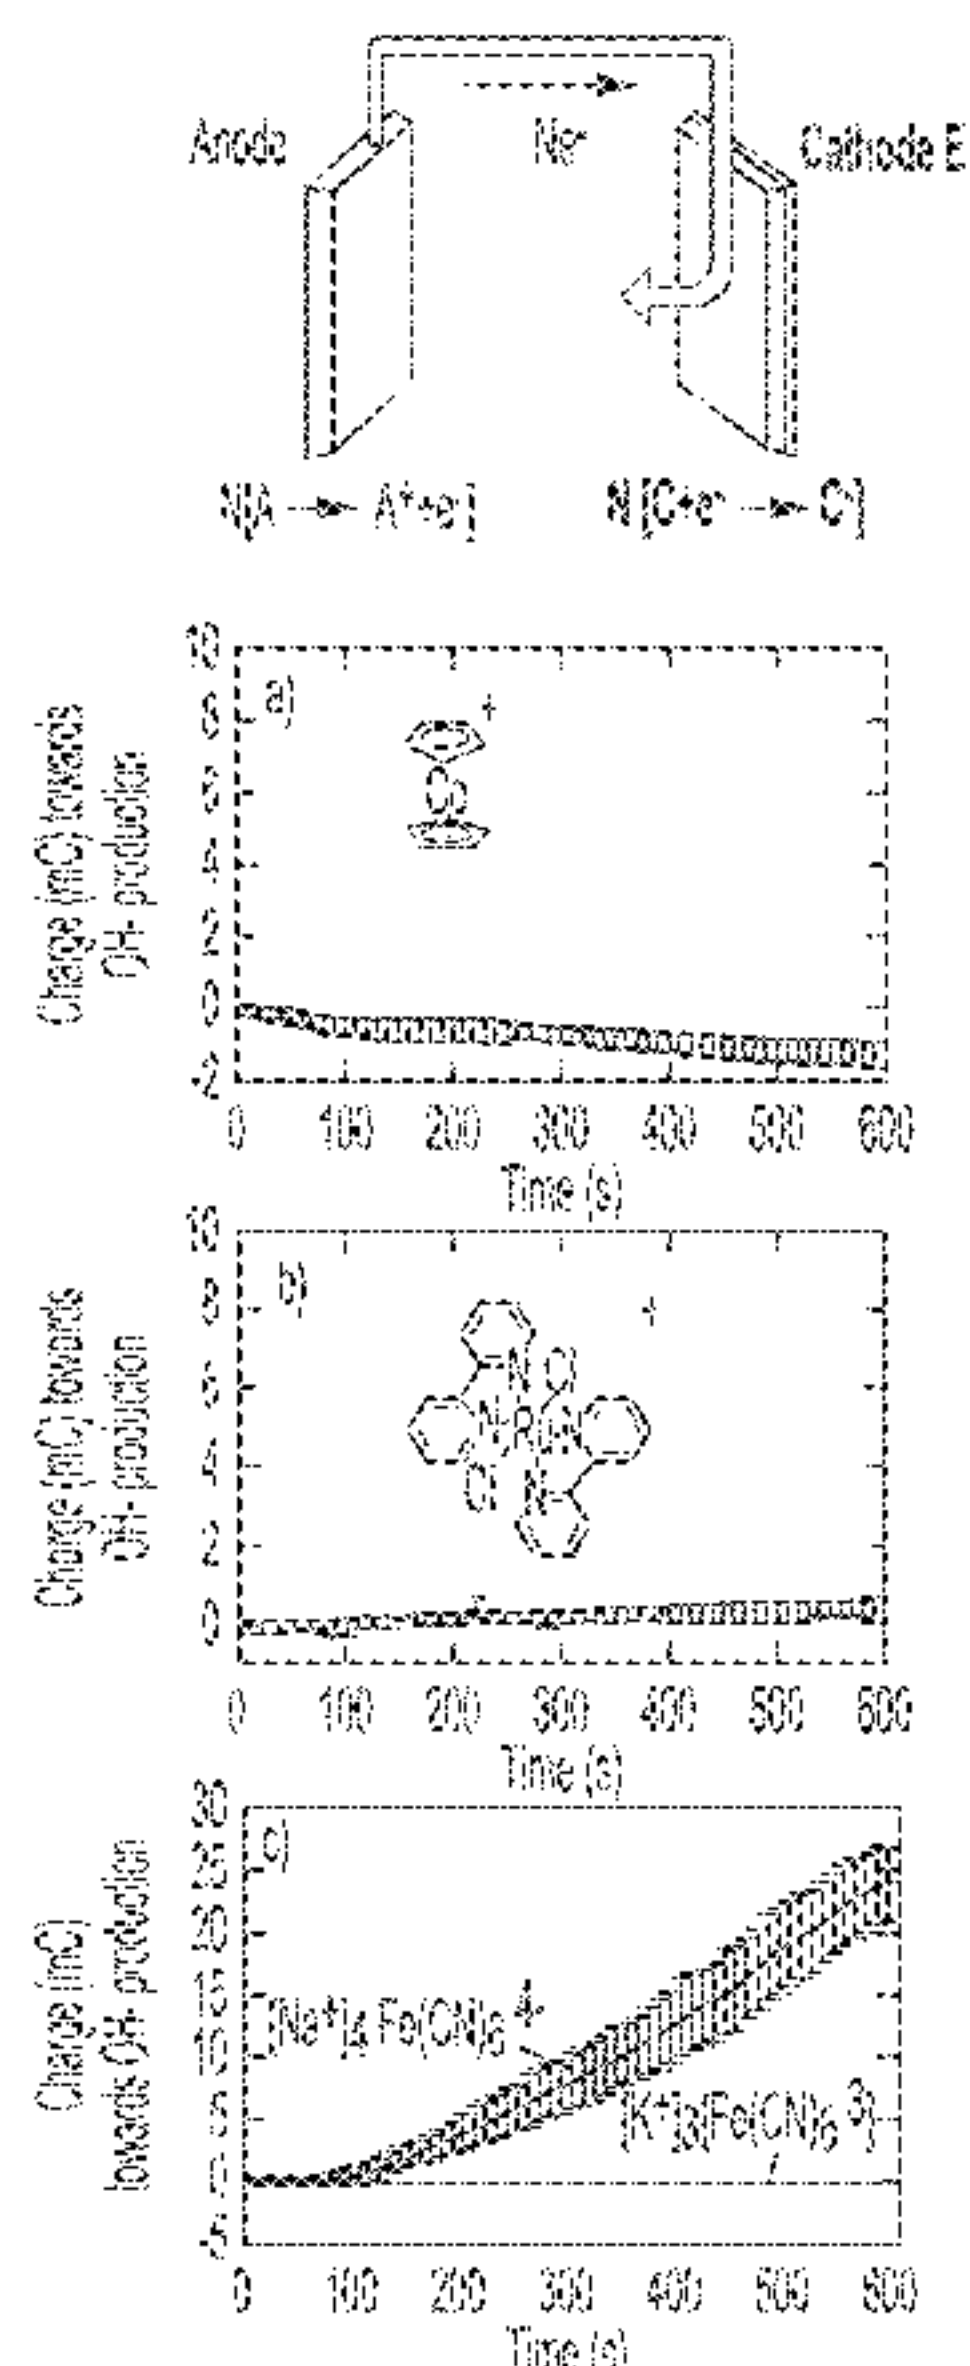 Anode
Ne⁻
Cathode E
N[A → A⁺+e⁻]
N[C+e⁻ → C⁻]
Charge (mC) towards
OH- production
10
8
6
4
2
0
-2
a)
+
Co
0 100 200 300 400 500 600
Time (s)
Charge (mC) towards
OH- production
10
8
6
4
2
0
b)
+
N
Cl
N
N
Cl
N
0 100 200 300 400 500 600
Time (s)
Charge (mC)
towards OH- production
30
25
20
15
10
5
0
-5
c)
[Na⁺]₄ Fe(CN)₆ 4-
[K⁺]3[Fe(CN)₆ 3-]
0 100 200 300 400 500 600
Time (s)